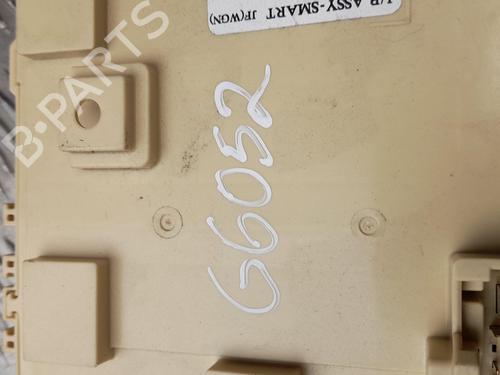 I/P ASSY-SMART JF(WGN)
G6052
B-PARTS